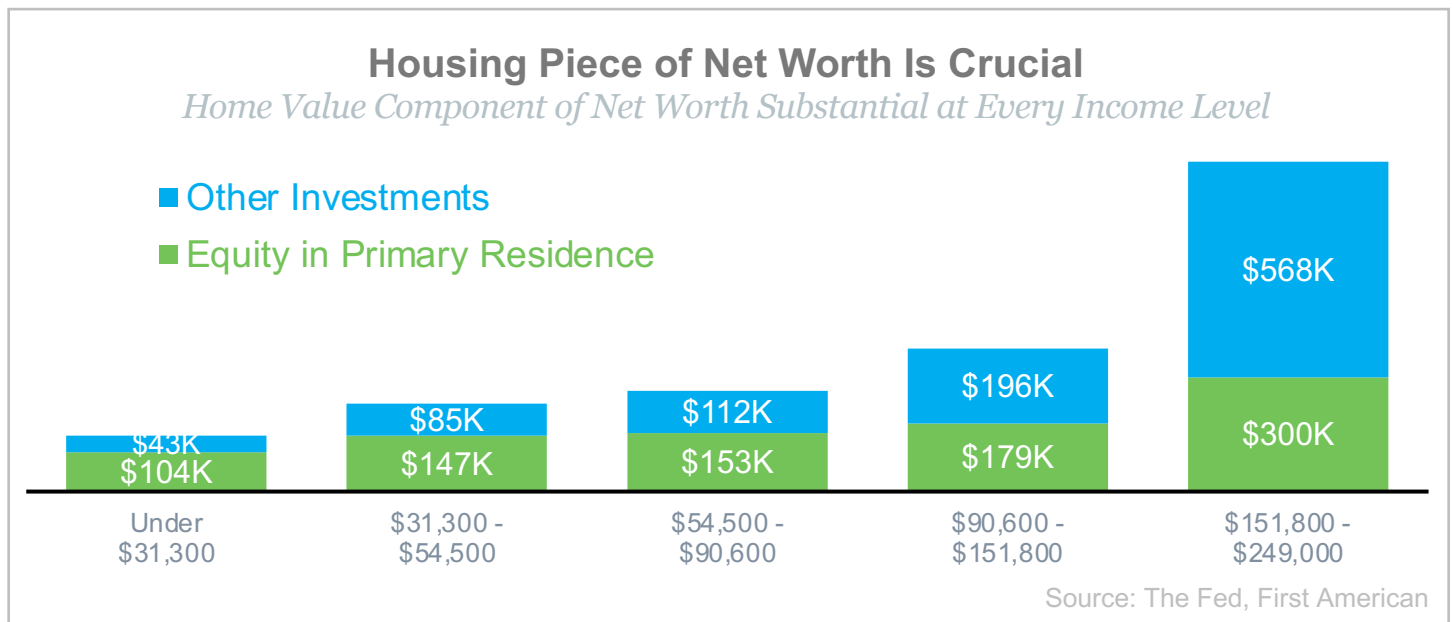 Housing Piece of Net Worth Is Crucial
Home Value Component of Net Worth Substantial at Every Income Level
Other Investments
Equity in Primary Residence
$43K
$104K
$85K
$147K
$112K
$153K
$196K
$179K
$568K
$300K
Under
$31,300
$31,300 -
$54,500
$54,500 -
$90,600
$90,600 -
$151,800
$151,800 -
$249,000
Source: The Fed, First American